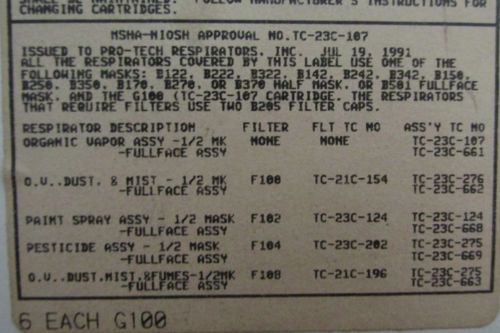 SHALL BE MAINTAINED. FOLLOW MANUFACTURER'S INSTRUCTIONS FOR
CHANGING CARTRIDGES.
MSHA-NIOSH APPROVAL NO.TC-23C-107
ISSUED TO PRO-TECH RESPIRATORS, INC. JUL 19, 1991
ALL THE RESPIRATORS COVERED BY THIS LABEL USE ONE OF THE
FOLLOWING MASKS: B122, B222, B322, B142, B242, B342, B150,
B250, B350, B170, B270, OR B370 HALF MASK, OR B501 FULLFACE
MASK, AND THE G100 (TC-23C-107 CARTRIDGE. THE RESPIRATORS
THAT REQUIRE FILTERS USE TWO B205 FILTER CAPS.
RESPIRATOR DESCRIPTION FILTER FLT TC NO ASS'Y TC NO
ORGANIC VAPOR ASSY -1/2 MK NONE NONE TC-23C-107
-FULLFACE ASSY TC-23C-661
O.V..DUST. & MIST - 1/2 MK F100 TC-21C-154 TC-23C-276
-FULLFACE ASSY TC-23C-662
PAINT SPRAY ASSY - 1/2 MASK F102 TC-23C-124 TC-23C-124
-FULLFACE ASSY TC-23C-668
PESTICIDE ASSY - 1/2 MASK F104 TC-23C-202 TC-23C-275
-FULLFACE ASSY TC-23C-669
O.V..DUST.MIST.&FUMES-1/2MK F108 TC-21C-196 TC-23C-275
-FULLFACE ASSY TC-23C-663
6 EACH G100